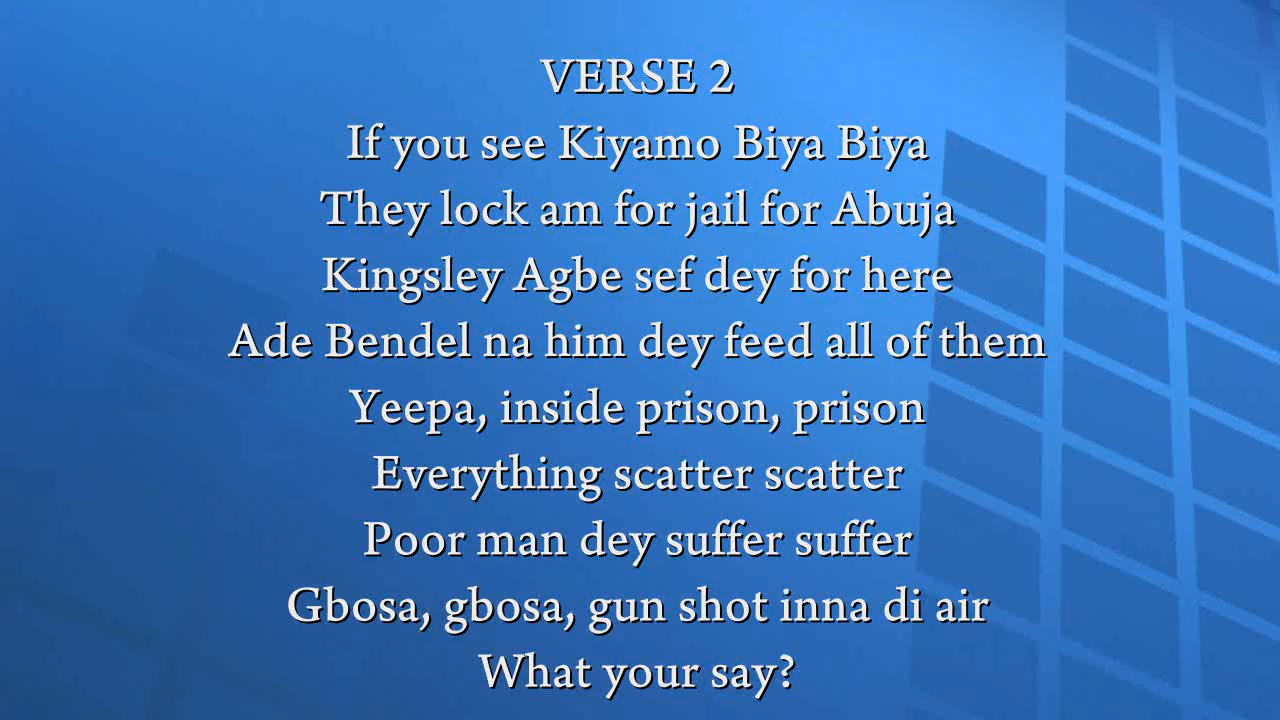 VERSE 2
If you see Kiyamo Biya Biya
They lock am for jail for Abuja
Kingsley Agbe sef dey for here
Ade Bendel na him dey feed all of them
Yeepa, inside prison, prison
Everything scatter scatter
Poor man dey suffer suffer
Gbosa, gbosa, gun shot inna di air
What your say?